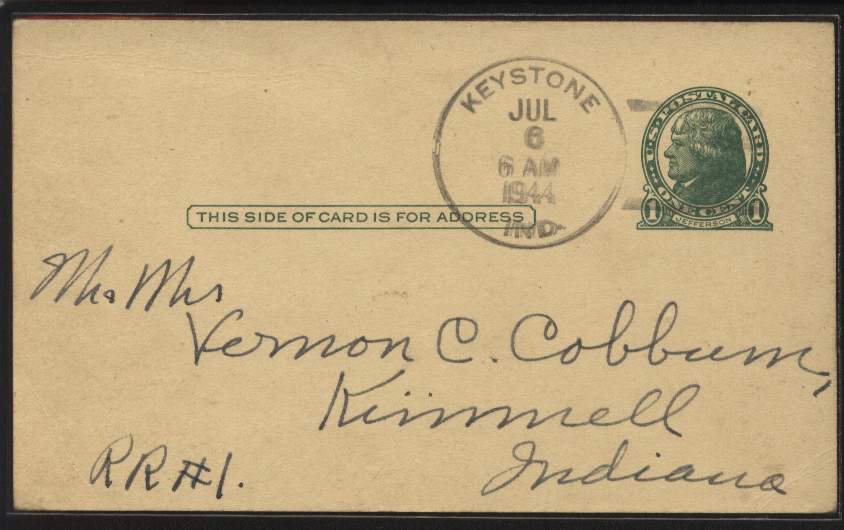 KEYSTONE
JUL
6
6 AM
1944
IND.
U.S. POSTAL CARD
ONE CENT
1 JEFFERSON 1
THIS SIDE OF CARD IS FOR ADDRESS
Mr. Mrs
Vernon C. Cobbum,
Kimmell
RR#1. Indiana